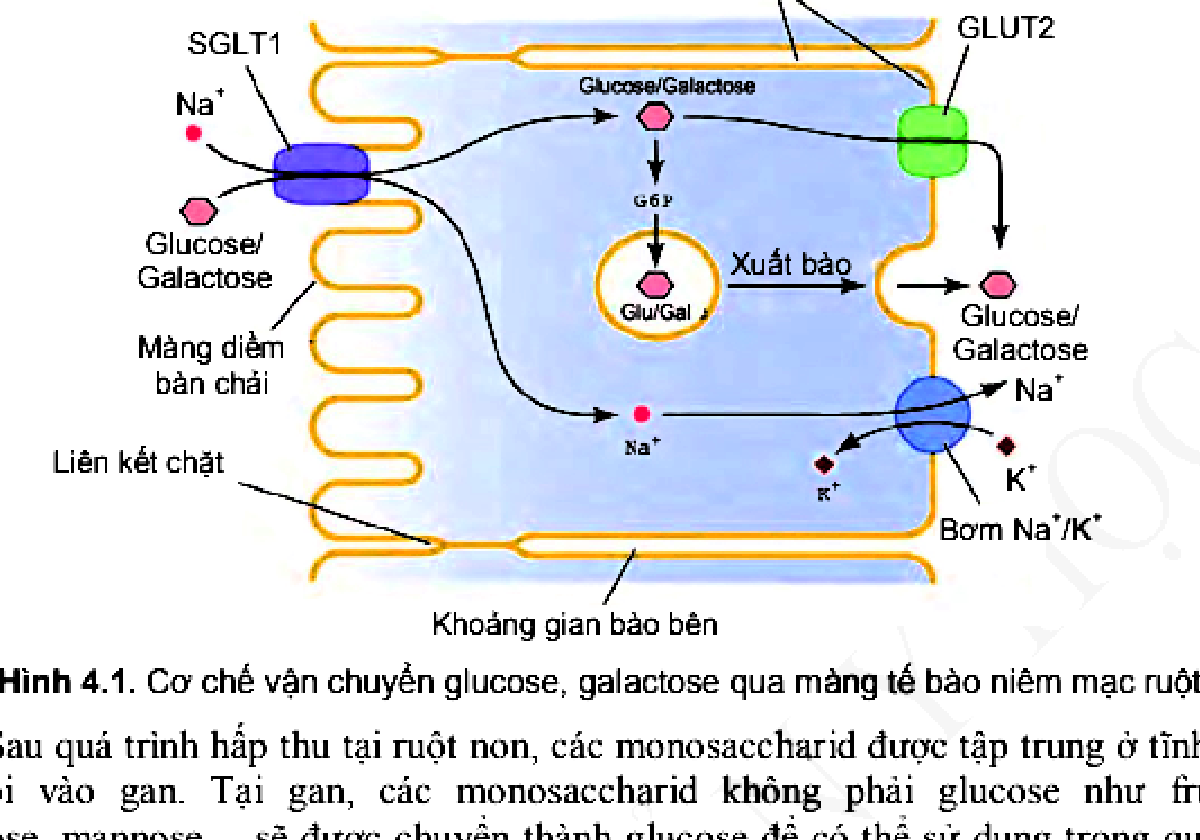 SGLT1
GLUT2
Na⁺
Glucose/Galactose
G6P
Glucose/
Galactose
Xuất bào
Glu/Gal
Glucose/
Galactose
Màng diềm
bàn chải
Na⁺
Na⁺
Liên kết chặt
K⁺
K⁺
Bơm Na⁺/K⁺
Khoảng gian bào bên
Hình 4.1. Cơ chế vận chuyển glucose, galactose qua màng tế bào niêm mạc ruột
Sau quá trình hấp thu tại ruột non, các monosaccharid được tập trung ở tĩnh
vào gan. Tại gan, các monosaccharid không phải glucose như
mannose... sẽ được chuyển thành glucose để có thể sử dụng trong